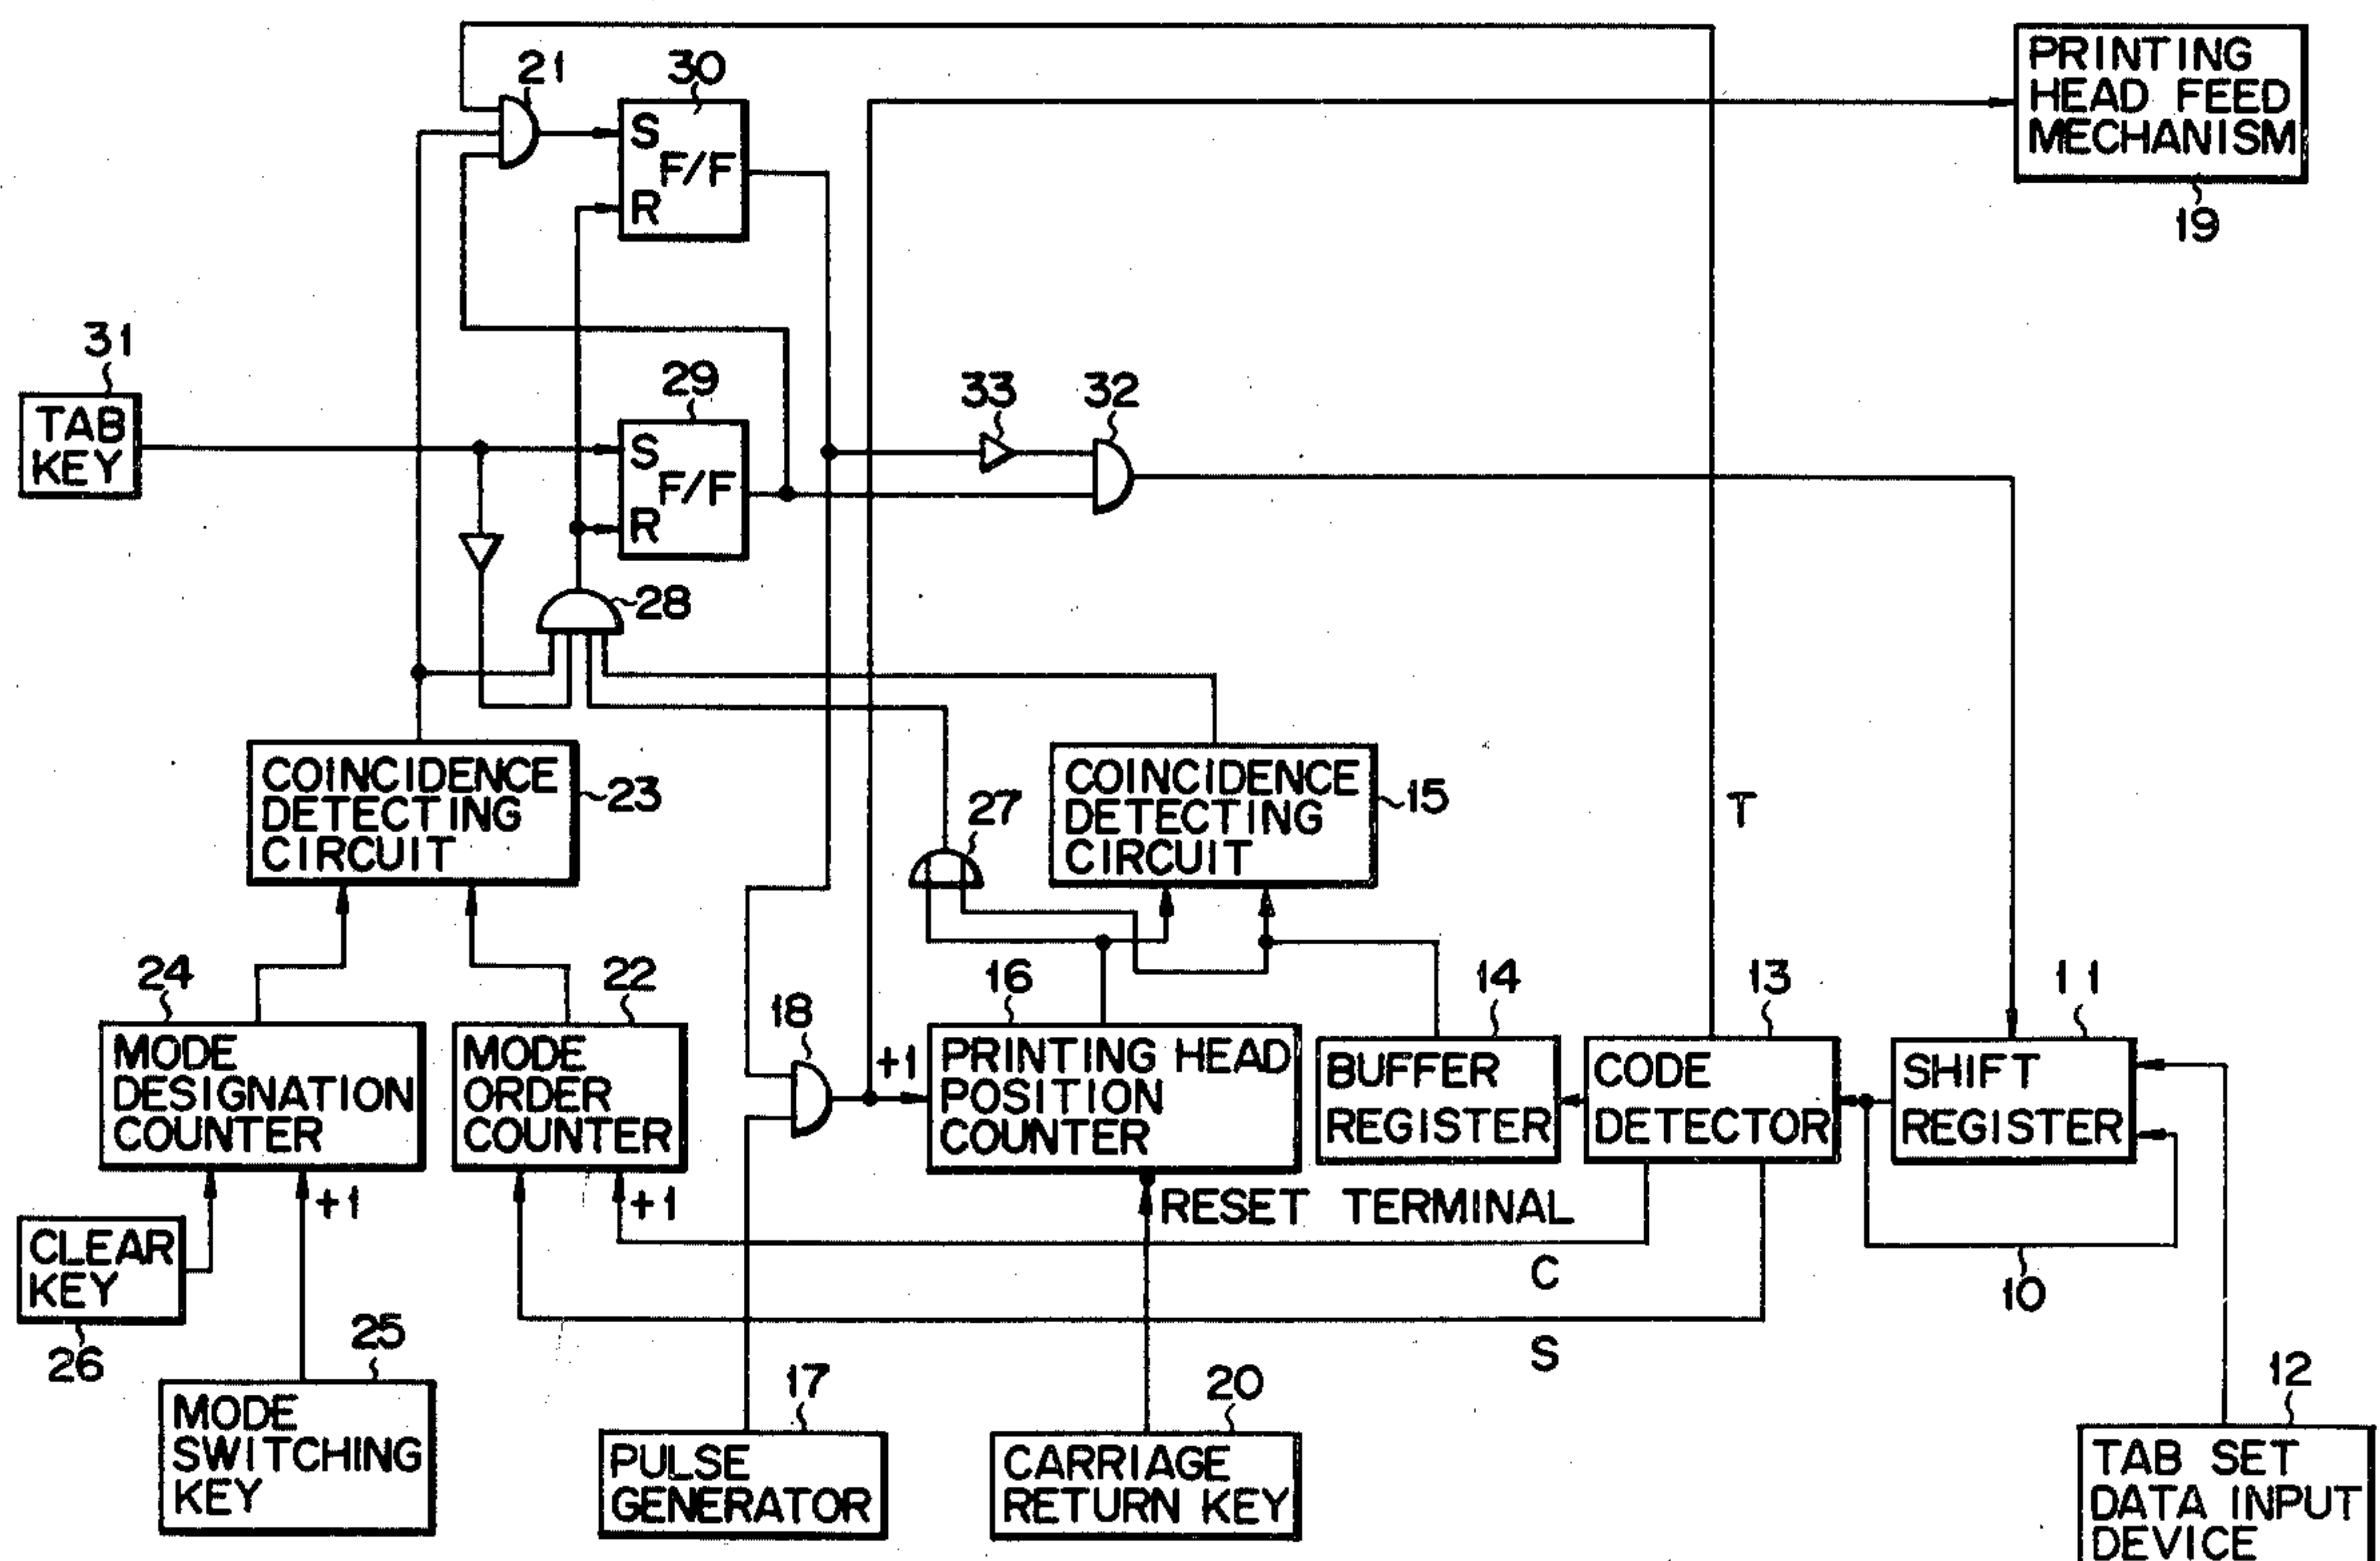 21
30
S
F/F
R
PRINTING
HEAD FEED
MECHANISM
19
31
TAB
KEY
29
S
F/F
R
33
32
28
COINCIDENCE
DETECTING
CIRCUIT
23
27
COINCIDENCE
DETECTING
CIRCUIT
15
T
24
MODE
DESIGNATION
COUNTER
22
MODE
ORDER
COUNTER
18
+1
16
PRINTING HEAD
POSITION
COUNTER
14
BUFFER
REGISTER
13
CODE
DETECTOR
11
SHIFT
REGISTER
+1
+1
RESET TERMINAL
C
S
10
CLEAR
KEY
26
25
MODE
SWITCHING
KEY
17
PULSE
GENERATOR
20
CARRIAGE
RETURN KEY
12
TAB SET
DATA INPUT
DEVICE